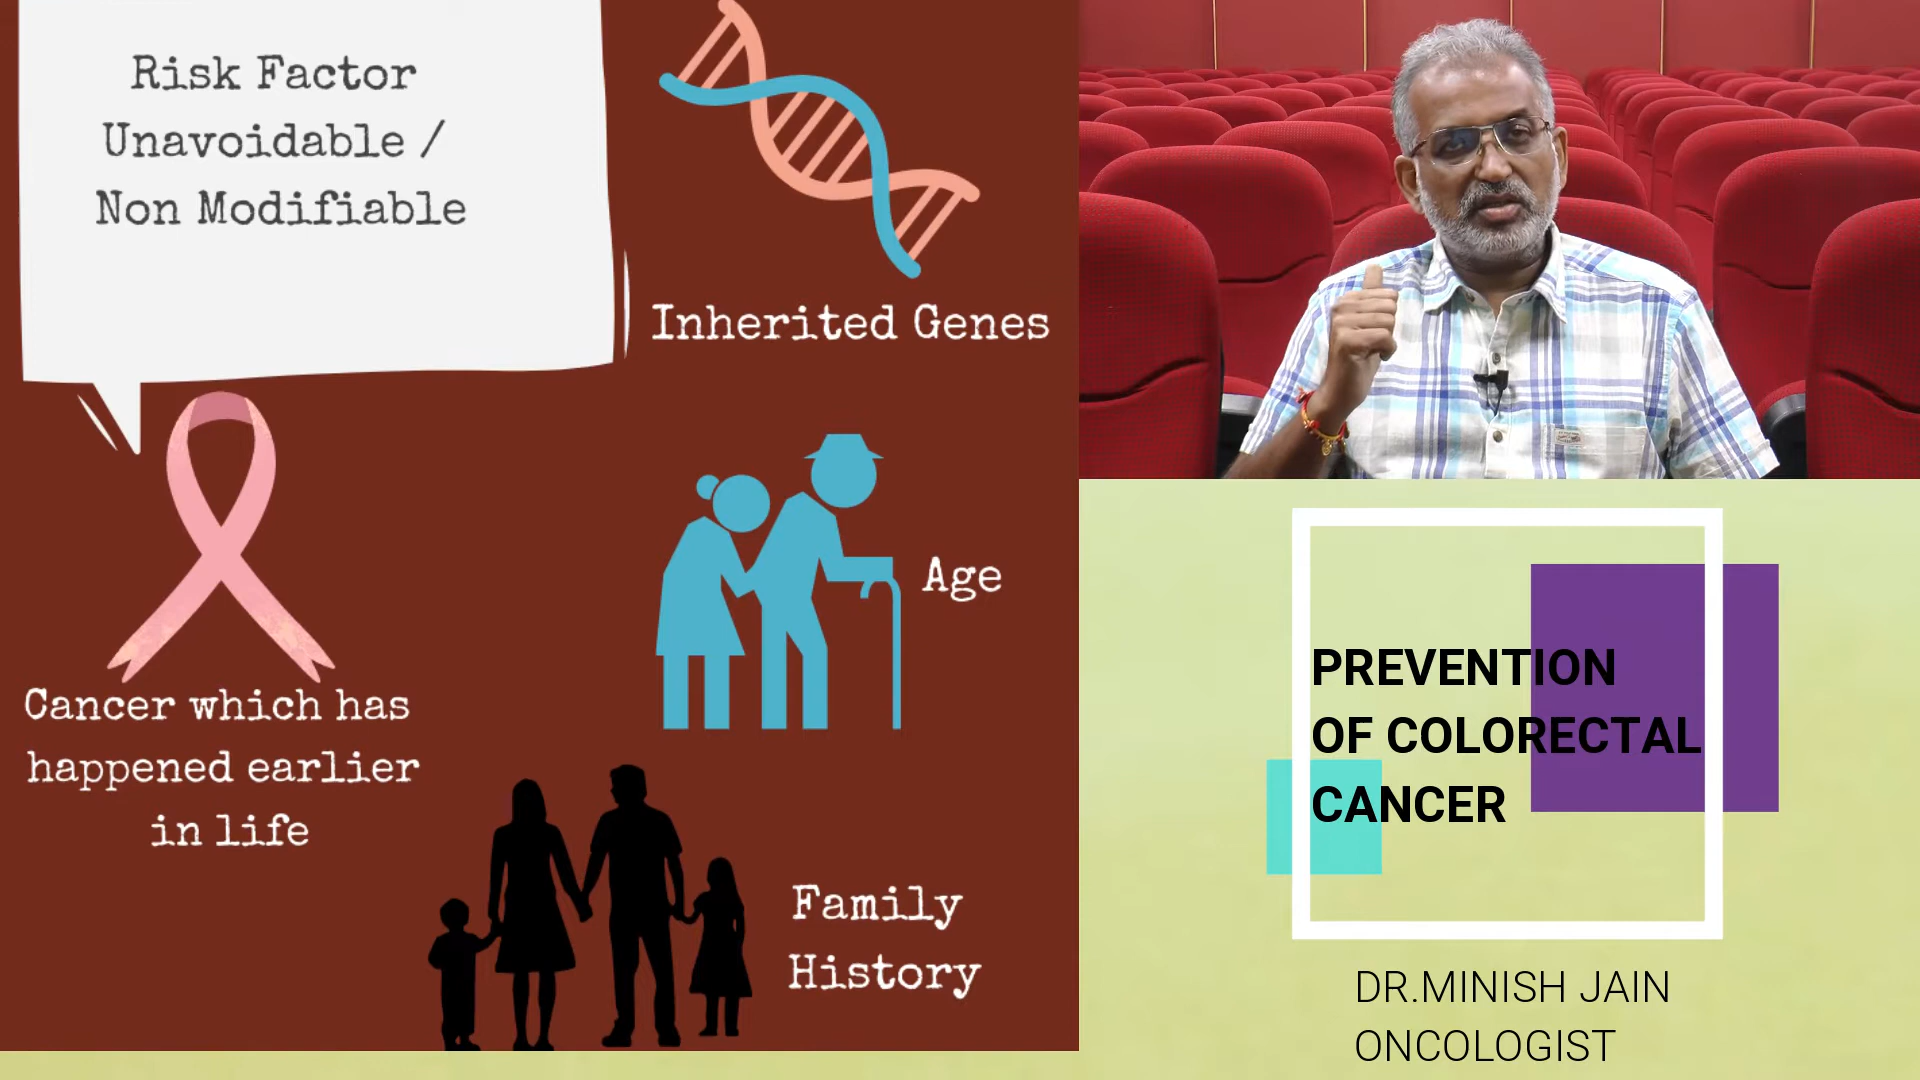 Risk Factor
Unavoidable /
Non Modifiable
Inherited Genes
Age
Cancer which has
happened earlier
in life
Family
History
PREVENTION
OF COLORECTAL
CANCER
DR.MINISH JAIN
ONCOLOGIST